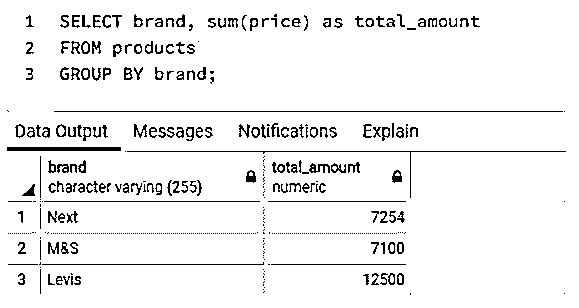 1 SELECT brand, sum(price) as total_amount
2 FROM products
3 GROUP BY brand;
Data Output Messages Notifications Explain
brand total_amount
character varying (255) numeric
1 Next 7254
2 M&S 7100
3 Levis 12500